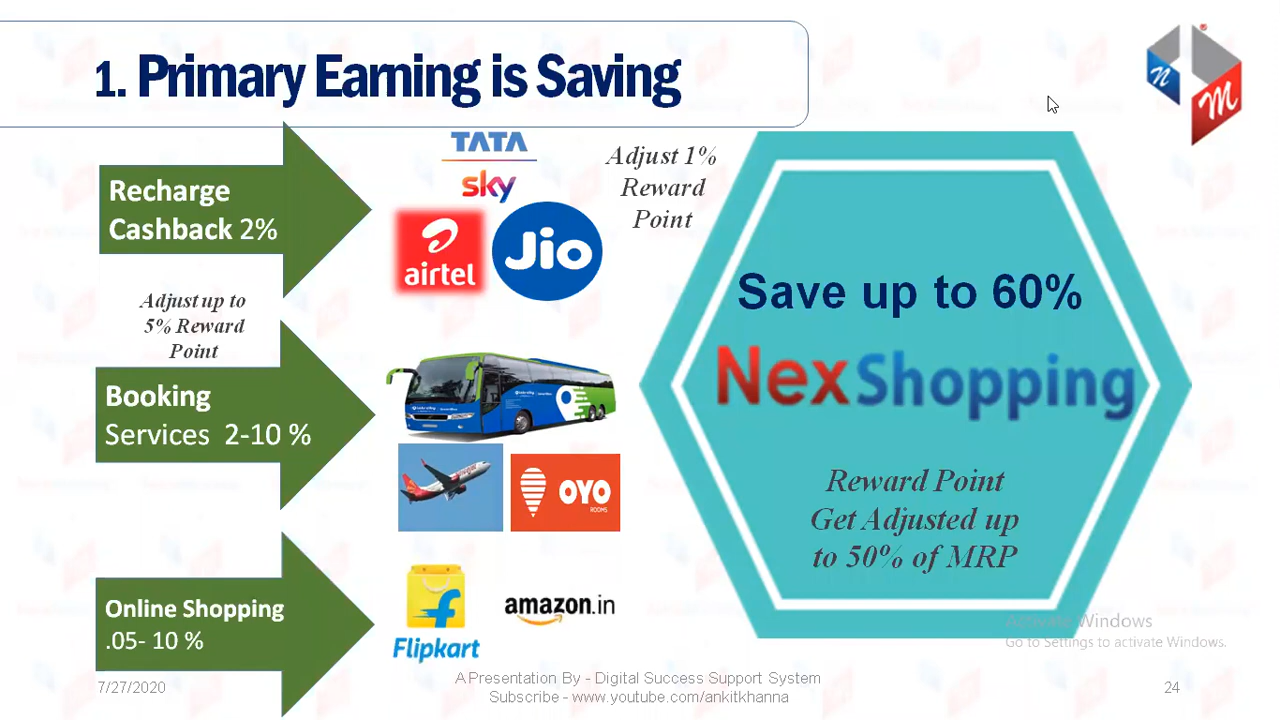 1. Primary Earning is Saving
n
m
Recharge
Cashback 2%
TATA
sky
airtel
Jio
Adjust 1%
Reward
Point
Adjust up to
5% Reward
Point
Booking
Services 2-10 %
OYO
ROOMS
Online Shopping
.05- 10 %
Flipkart
amazon.in
Save up to 60%
NexShopping
Reward Point
Get Adjusted up
to 50% of MRP
Activate Windows
Go to Settings to activate Windows.
7/27/2020
A Presentation By - Digital Success Support System
Subscribe - www.youtube.com/ankitkhanna
24